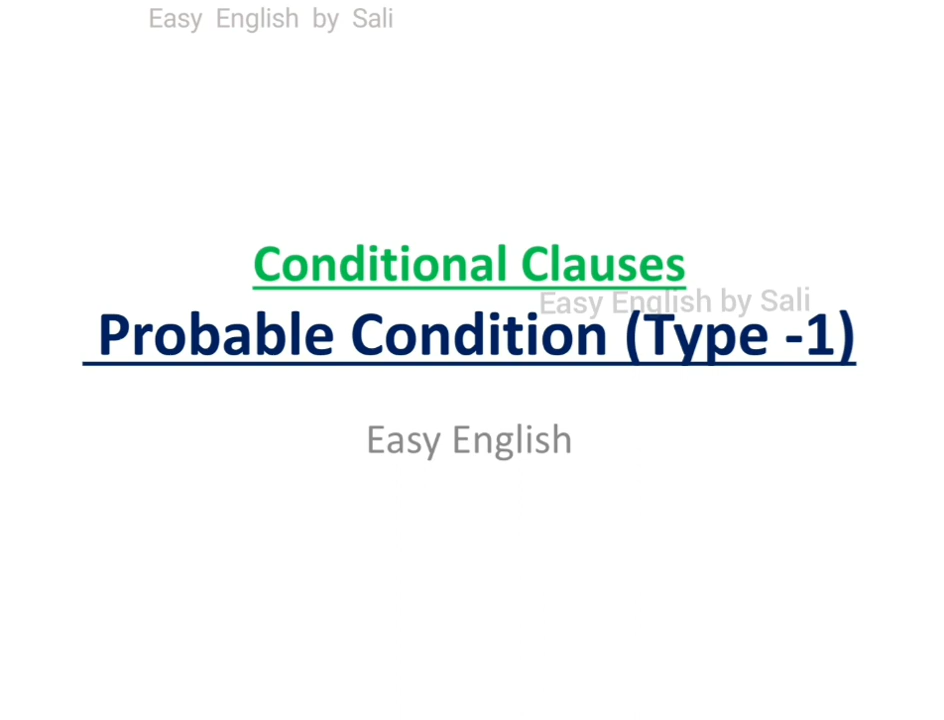 Easy English by Sali
Conditional Clauses
Easy English by Sali
Probable Condition (Type -1)
Easy English